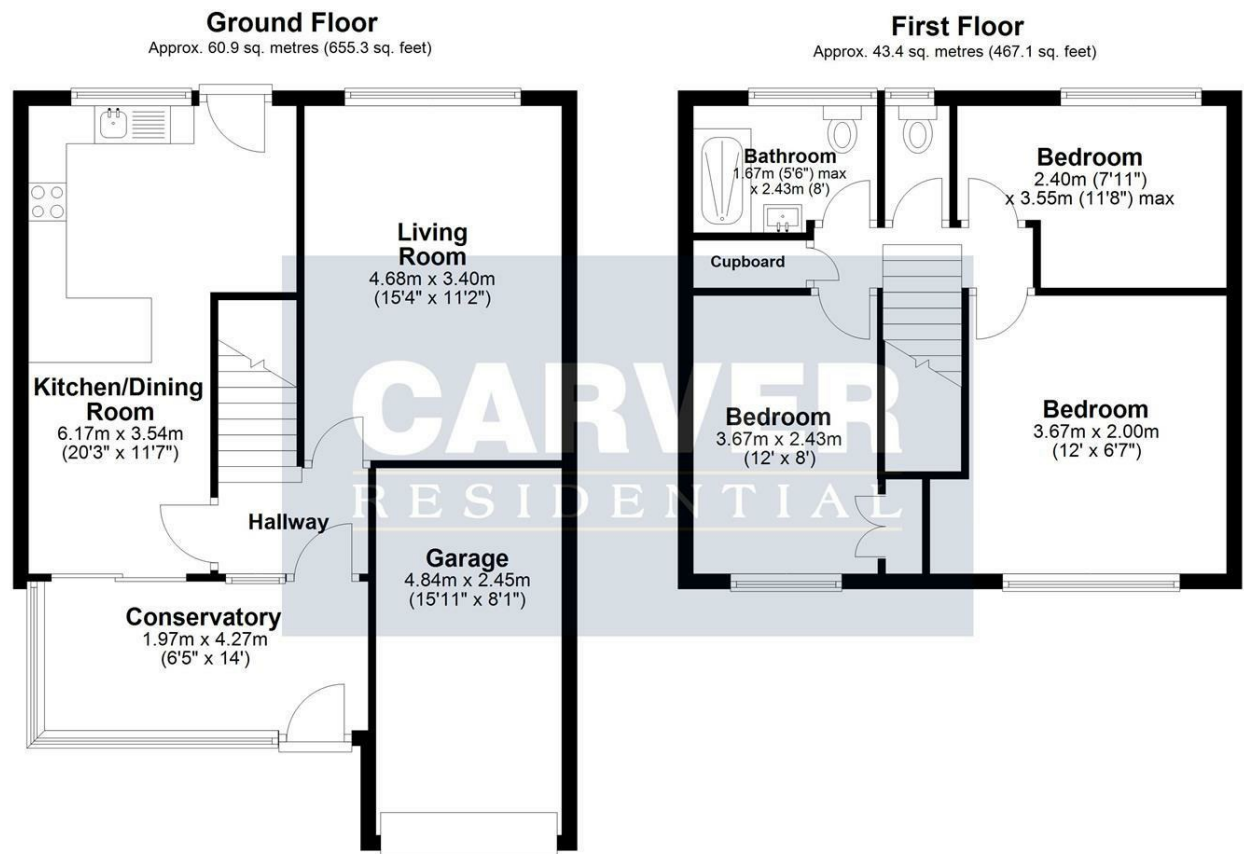 Ground Floor
Approx. 60.9 sq. metres (655.3 sq. feet)
Kitchen/Dining
Room
6.17m x 3.54m
(20'3" x 11'7")
Living
Room
4.68m x 3.40m
(15'4" x 11'2")
Hallway
Garage
4.84m x 2.45m
(15'11" x 8'1")
Conservatory
1.97m x 4.27m
(6'5" x 14')
First Floor
Approx. 43.4 sq. metres (467.1 sq. feet)
Bathroom
1.67m (5'6") max
x 2.43m (8')
Bedroom
2.40m (7'11")
x 3.55m (11'8") max
Cupboard
Bedroom
3.67m x 2.43m
(12' x 8')
Bedroom
3.67m x 2.00m
(12' x 6'7")
CARVER
RESIDENTIAL